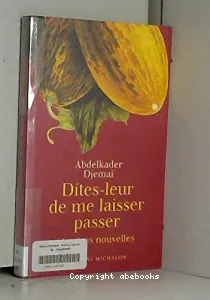 Abdelkader
Djemaï
Dites-leur
de me laisser
passer
nouvelles
MICHALON
Copyright abebooks